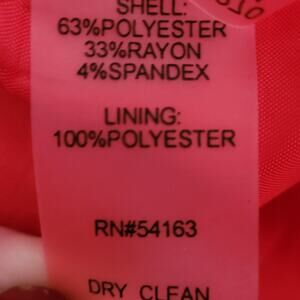 SHELL:
63%POLYESTER
33%RAYON
4%SPANDEX
LINING:
100%POLYESTER
RN#54163
DRY CLEAN